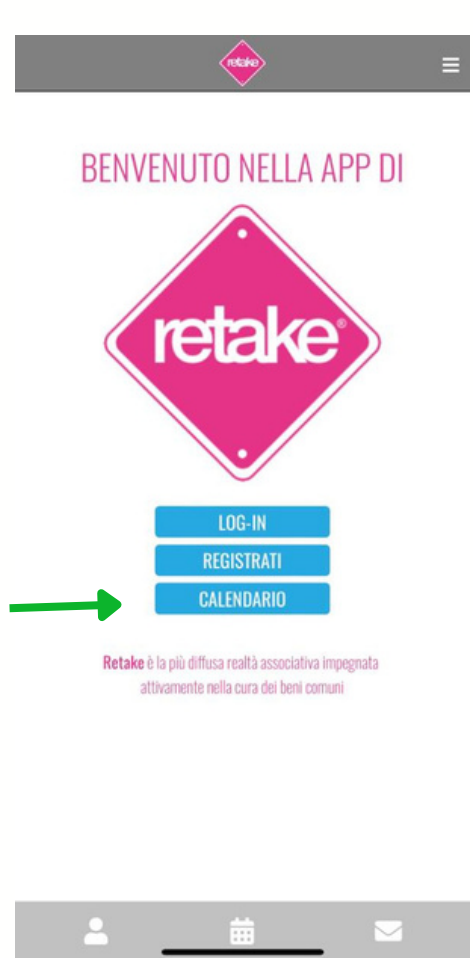 retake
BENVENUTO NELLA APP DI
retake®
LOG-IN
REGISTRATI
CALENDARIO
Retake è la più diffusa realtà associativa impegnata
attivamente nella cura dei beni comuni